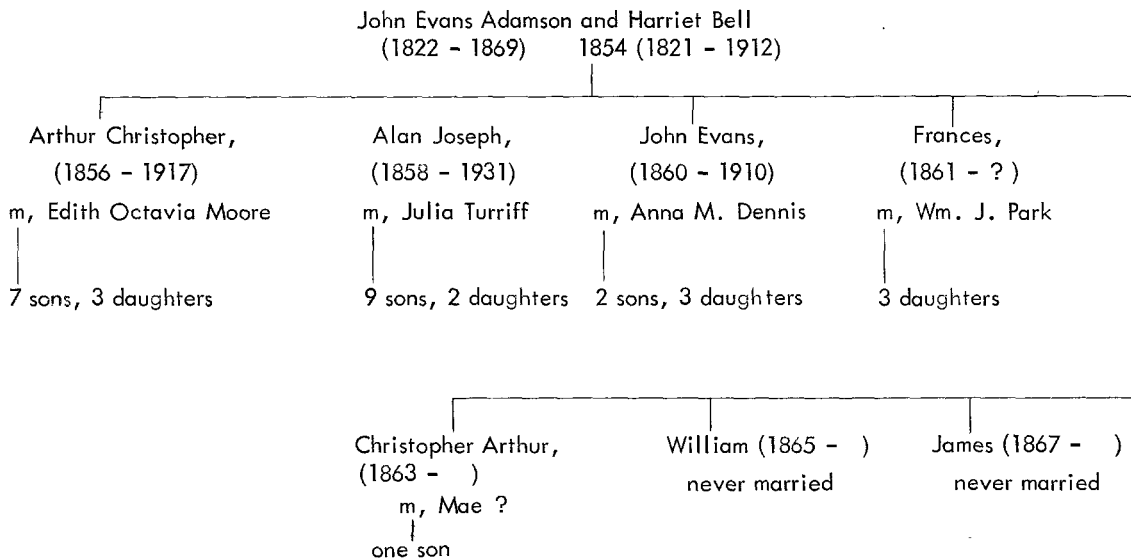 John Evans Adamson and Harriet Bell
(1822 - 1869) 1854 (1821 - 1912)
Arthur Christopher,
(1856 - 1917)
m, Edith Octavia Moore
7 sons, 3 daughters
Alan Joseph,
(1858 - 1931)
m, Julia Turriff
9 sons, 2 daughters
John Evans,
(1860 - 1910)
m, Anna M. Dennis
2 sons, 3 daughters
Frances,
(1861 - ? )
m, Wm. J. Park
3 daughters
Christopher Arthur,
(1863 - )
m, Mae ?
one son
William (1865 - )
never married
James (1867 - )
never married